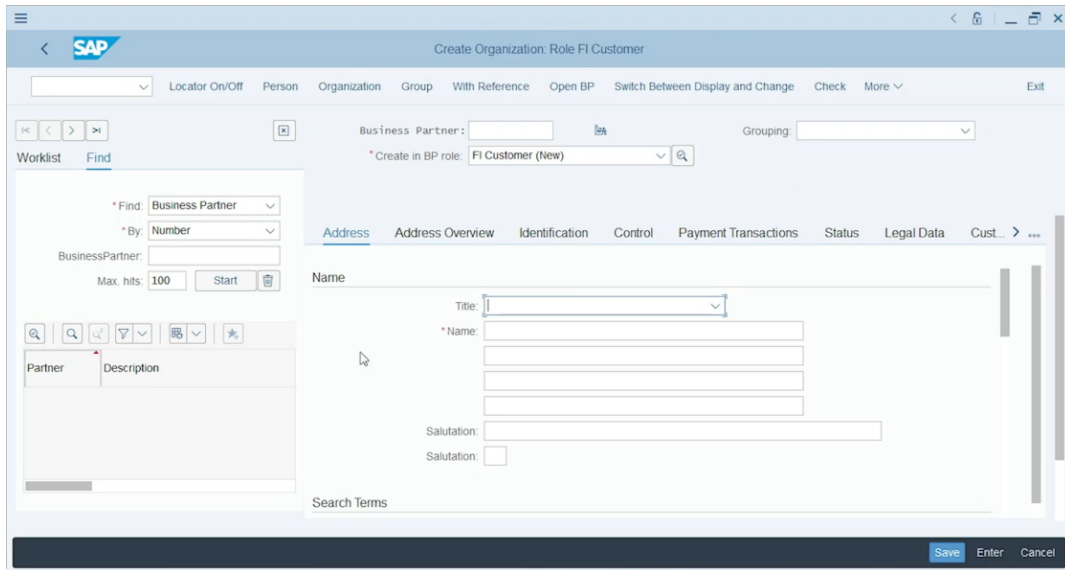 SAP
Create Organization: Role FI Customer
Locator On/Off Person Organization Group With Reference Open BP Switch Between Display and Change Check More Exit
Business Partner:
Grouping:
* Create in BP role: FI Customer (New)
Worklist Find
* Find: Business Partner
* By: Number
BusinessPartner:
Max. hits: 100 Start
Partner Description
Address Address Overview Identification Control Payment Transactions Status Legal Data Cust...
Name
Title:
* Name:
Salutation:
Salutation:
Search Terms
Save Enter Cancel